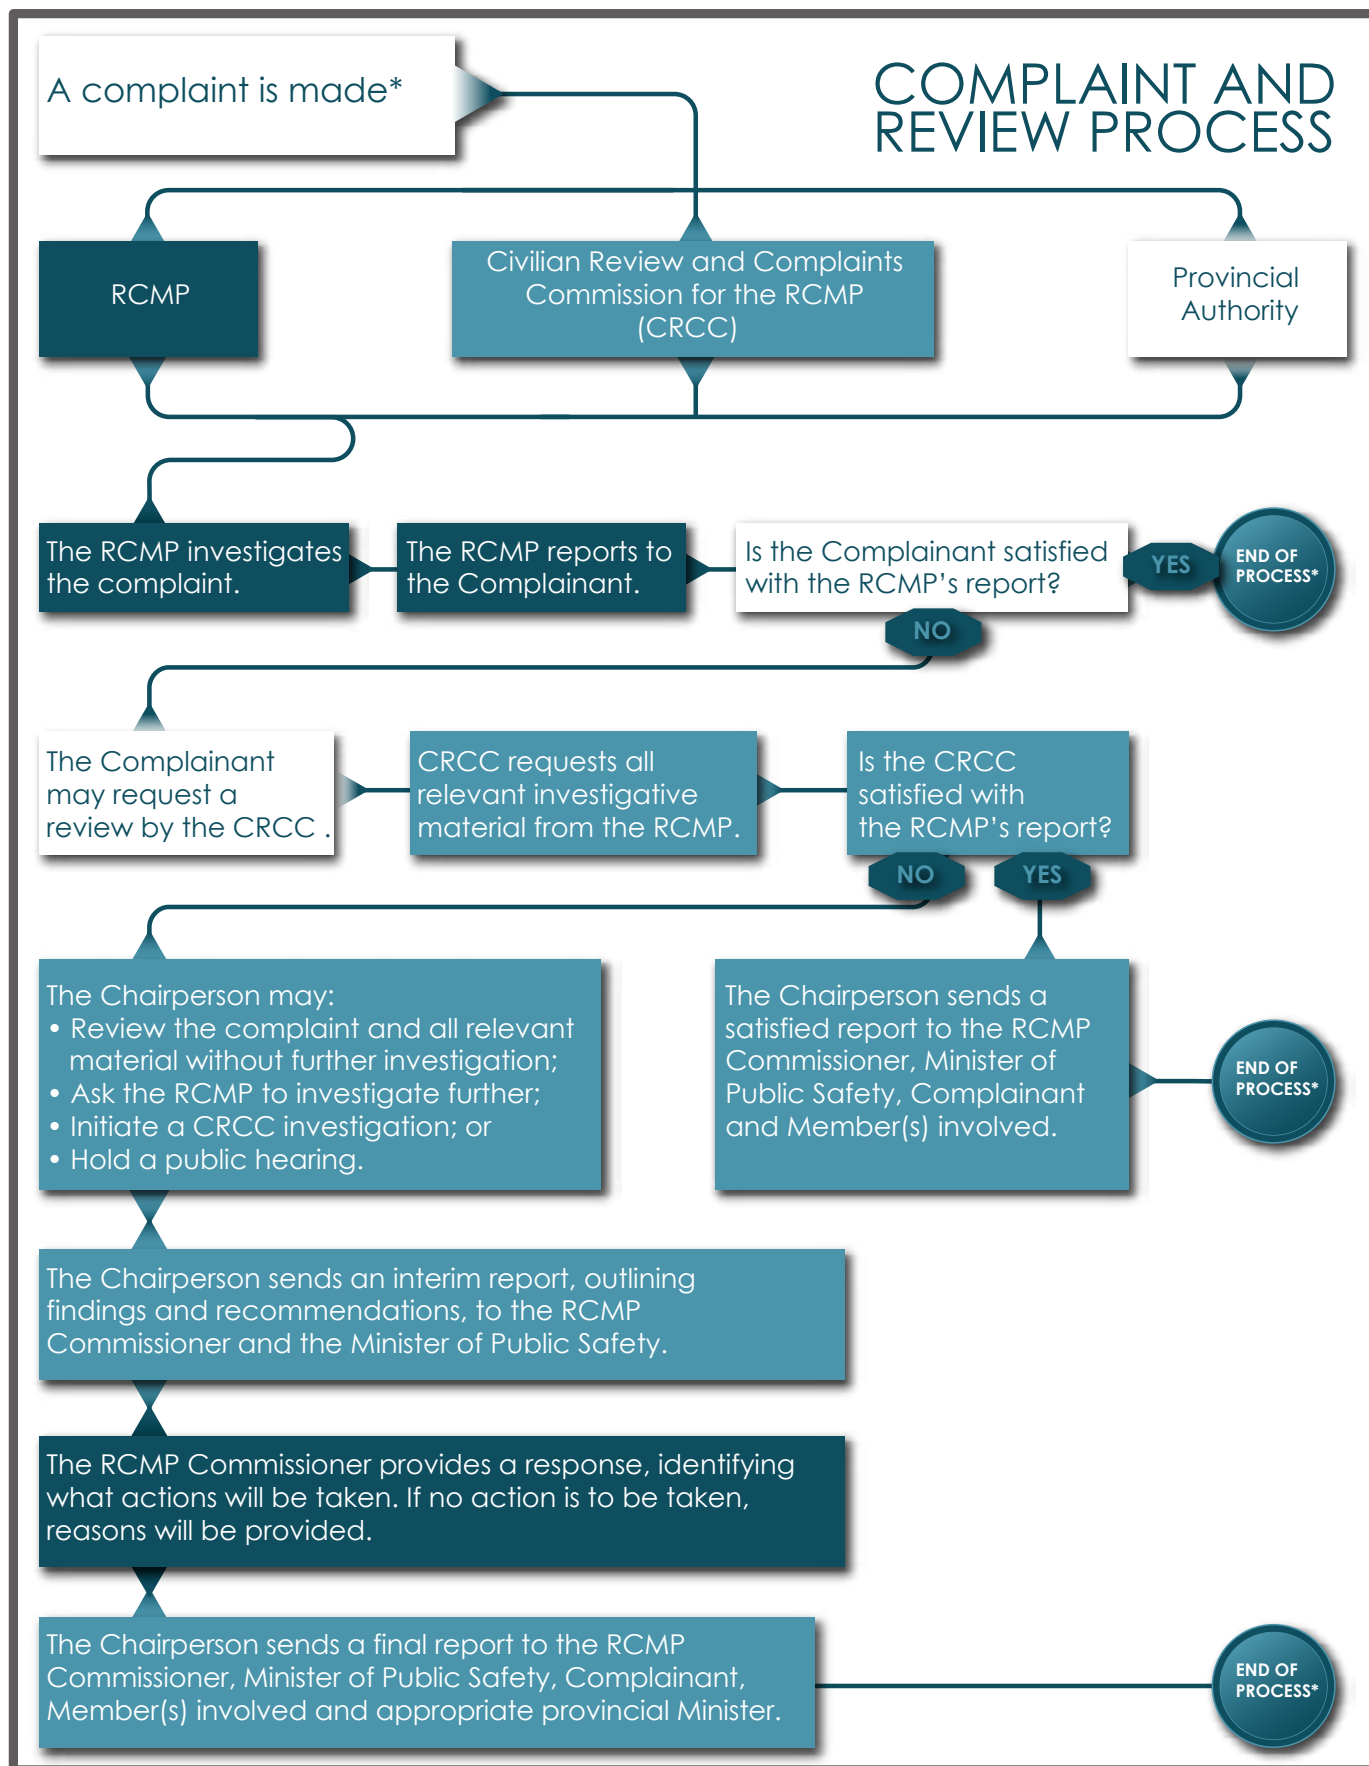 A complaint is made*
COMPLAINT AND
REVIEW PROCESS
RCMP
Civilian Review and Complaints
Commission for the RCMP
(CRCC)
Provincial
Authority
The RCMP investigates
the complaint.
The RCMP reports to
the Complainant.
Is the Complainant satisfied
with the RCMP's report?
YES
END OF
PROCESS*
NO
The Complainant
may request a
review by the CRCC .
CRCC requests all
relevant investigative
material from the RCMP.
Is the CRCC
satisfied with
the RCMP's report?
NO
YES
The Chairperson may:
• Review the complaint and all relevant
material without further investigation;
• Ask the RCMP to investigate further;
• Initiate a CRCC investigation; or
• Hold a public hearing.
The Chairperson sends a
satisfied report to the RCMP
Commissioner, Minister of
Public Safety, Complainant
and Member(s) involved.
END OF
PROCESS*
The Chairperson sends an interim report, outlining
findings and recommendations, to the RCMP
Commissioner and the Minister of Public Safety.
The RCMP Commissioner provides a response, identifying
what actions will be taken. If no action is to be taken,
reasons will be provided.
The Chairperson sends a final report to the RCMP
Commissioner, Minister of Public Safety, Complainant,
Member(s) involved and appropriate provincial Minister.
END OF
PROCESS*